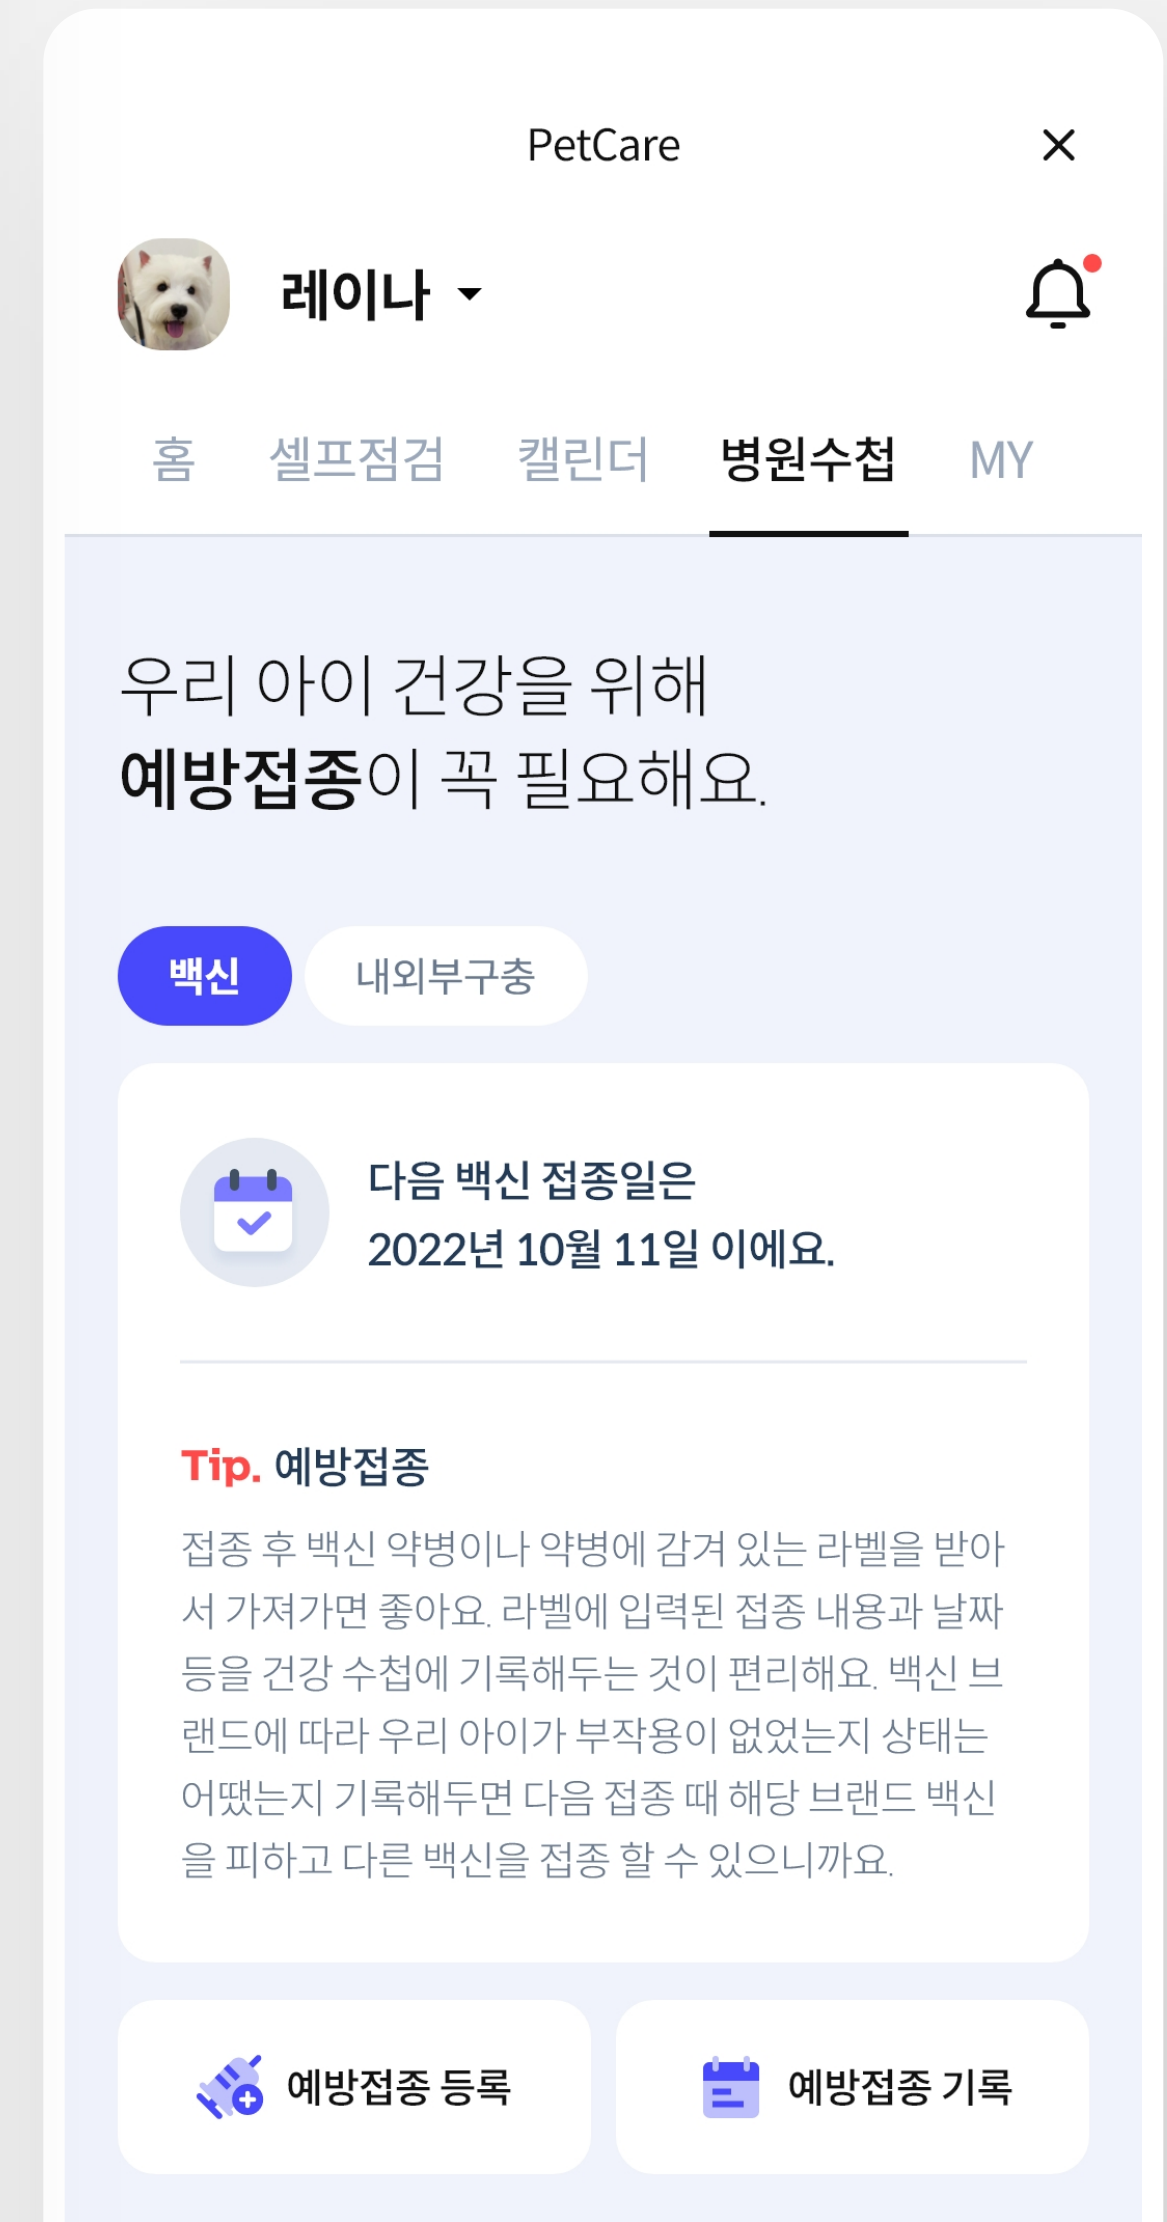 PetCare
레이나
홈 셀프점검 캘린더 병원수첩 MY
우리 아이 건강을 위해
예방접종이 꼭 필요해요.
백신 내외부구충
다음 백신 접종일은
2022년 10월 11일 이에요.
Tip. 예방접종
접종 후 백신 약병이나 약병에 감겨 있는 라벨을 받아
서 가져가면 좋아요. 라벨에 입력된 접종 내용과 날짜
등을 건강 수첩에 기록해두는 것이 편리해요. 백신 브
랜드에 따라 우리 아이가 부작용이 없었는지 상태는
어땠는지 기록해두면 다음 접종 때 해당 브랜드 백신
을 피하고 다른 백신을 접종 할 수 있으니까요.
예방접종 등록 예방접종 기록